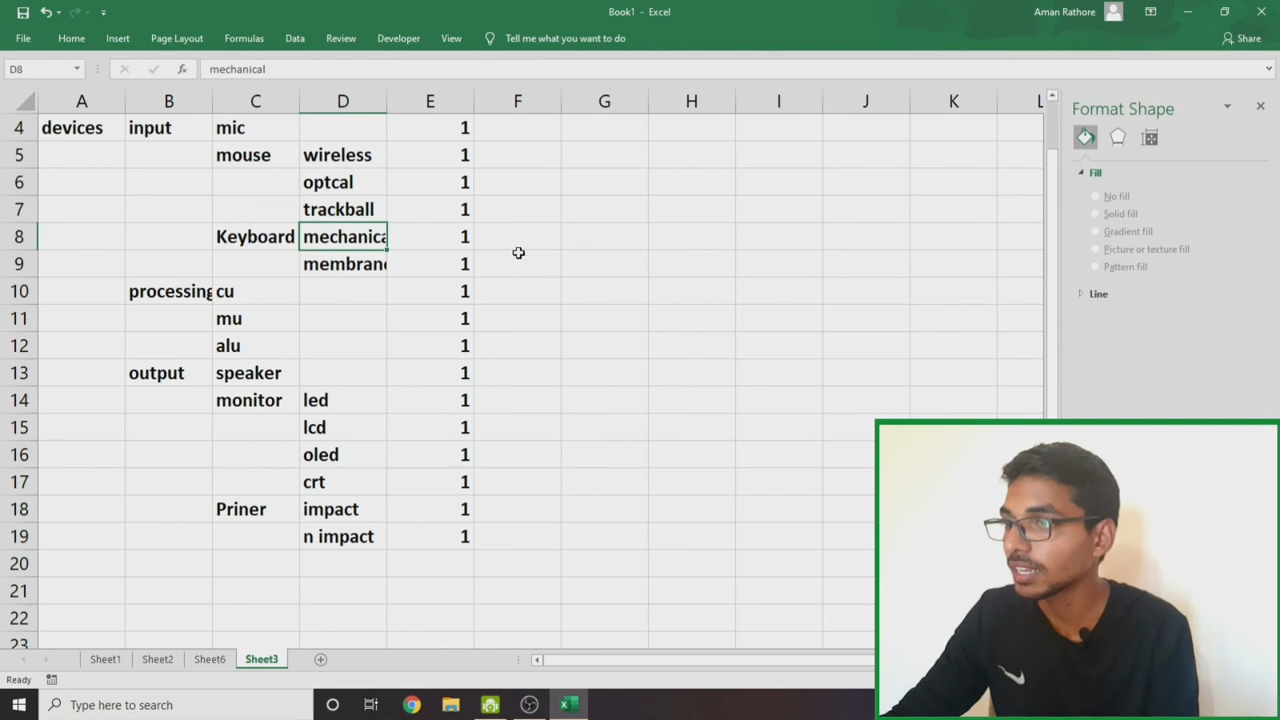 Book1 - Excel
Aman Rathore
File Home Insert Page Layout Formulas Data Review Developer View Tell me what you want to do Share
D8 fx mechanical
A B C D E F G H I J K L
Format Shape
4 devices input mic 1
5 mouse wireless 1
6 optcal 1
7 trackball 1
8 Keyboard mechanica 1
9 membran 1
10 processing cu 1
11 mu 1
12 alu 1
13 output speaker 1
14 monitor led 1
15 lcd 1
16 oled 1
17 crt 1
18 Priner impact 1
19 n impact 1
20
21
22
23
Fill
No fill
Solid fill
Gradient fill
Picture or texture fill
Pattern fill
Line
Sheet1 Sheet2 Sheet6 Sheet3
Ready
Type here to search